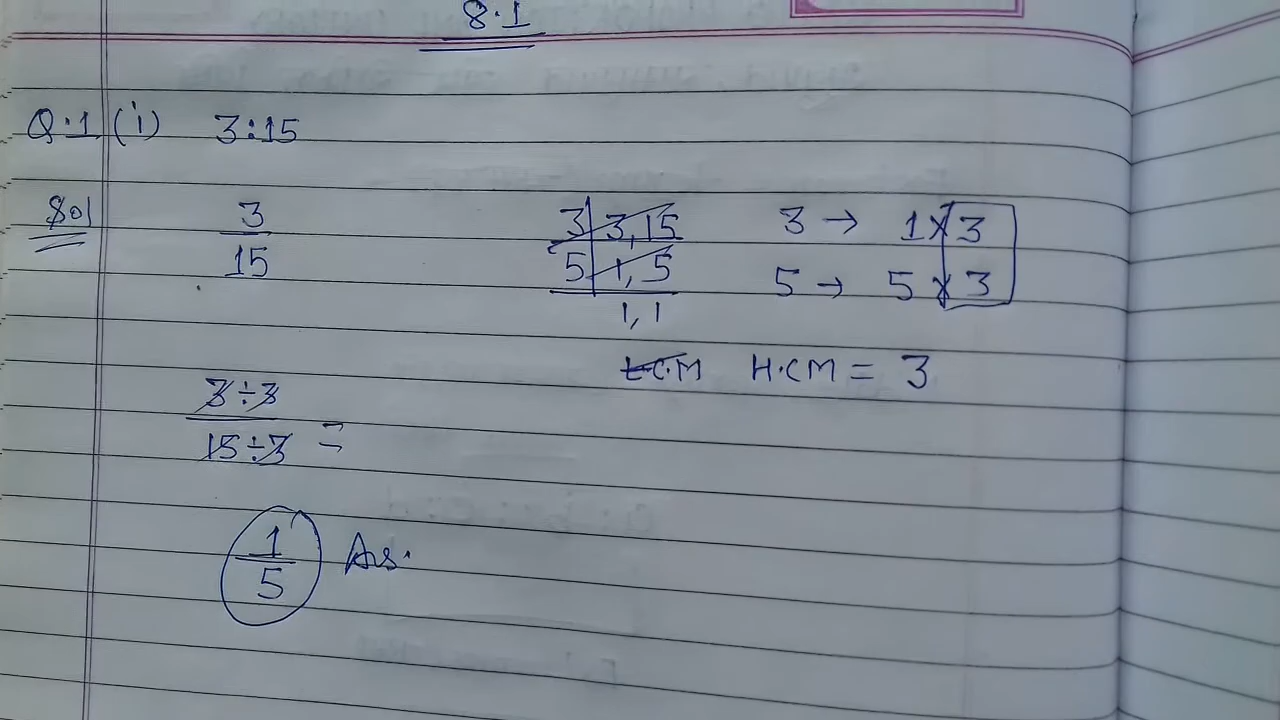 8.1
Q.1 (i) 3:15
Sol 3/15
3 | 3, 15
5 | 1, 5
1, 1
3 → 1×3
5 → 5×3
L.C.M H.CM = 3
3÷3/15÷3 =
1/5 Ans.